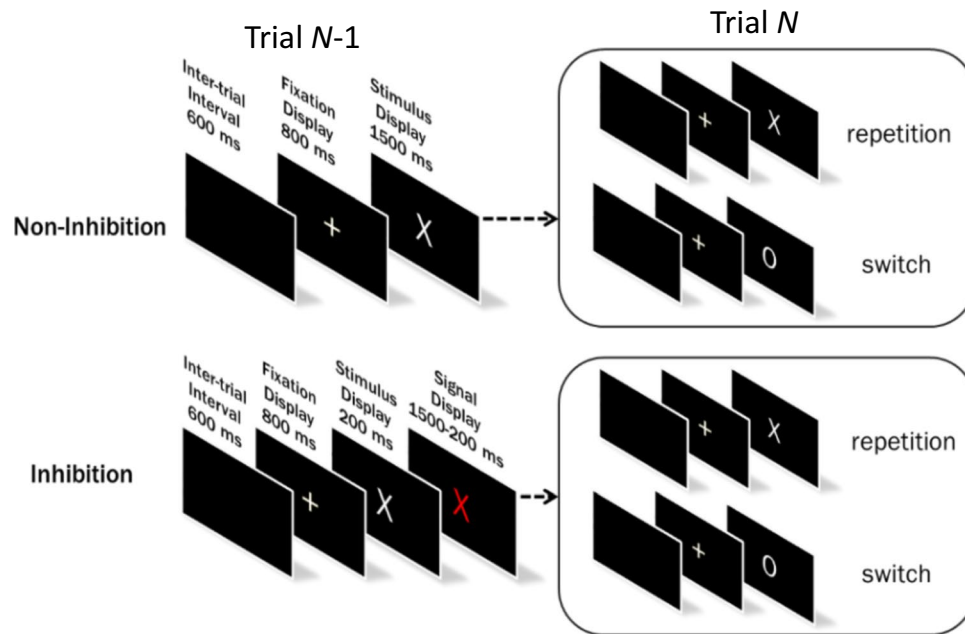 Trial N-1
Trial N
Inter-trial
Interval
600 ms
Fixation
Display
800 ms
Stimulus
Display
1500 ms
Non-Inhibition
+
X
+
X
repetition
+
O
switch
Inter-trial
Interval
600 ms
Fixation
Display
800 ms
Stimulus
Display
200 ms
Signal
Display
1500-200 ms
Inhibition
+
X
X
+
X
repetition
+
O
switch